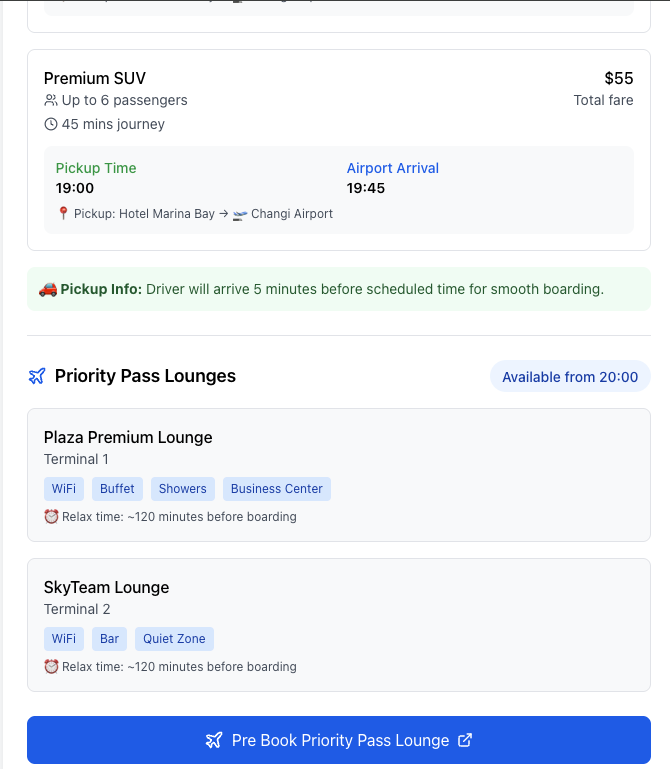 Premium SUV
$55
Up to 6 passengers
Total fare
45 mins journey
Pickup Time
Airport Arrival
19:00
19:45
📍 Pickup: Hotel Marina Bay → 🛫 Changi Airport
🚗 Pickup Info: Driver will arrive 5 minutes before scheduled time for smooth boarding.
Priority Pass Lounges
Available from 20:00
Plaza Premium Lounge
Terminal 1
WiFi Buffet Showers Business Center
⏰ Relax time: ~120 minutes before boarding
SkyTeam Lounge
Terminal 2
WiFi Bar Quiet Zone
⏰ Relax time: ~120 minutes before boarding
Pre Book Priority Pass Lounge